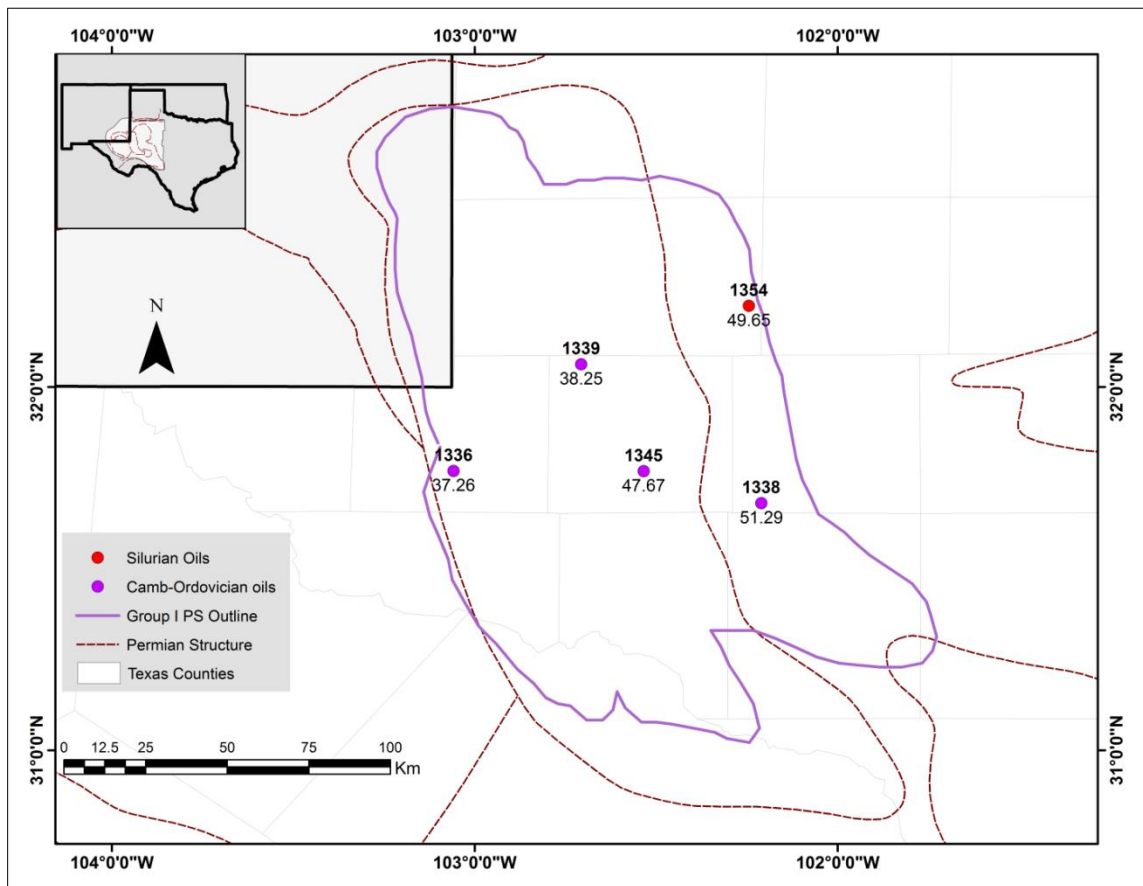 104°0'0"W
103°0'0"W
102°0'0"W
N
32°0'0"N
32°0'0"N
1354
49.65
1339
38.25
1336
37.26
1345
47.67
1338
51.29
Silurian Oils
Camb-Ordovician oils
Group I PS Outline
Permian Structure
Texas Counties
31°0'0"N
31°0'0"N
0 12.5 25 50 75 100
Km
104°0'0"W
103°0'0"W
102°0'0"W